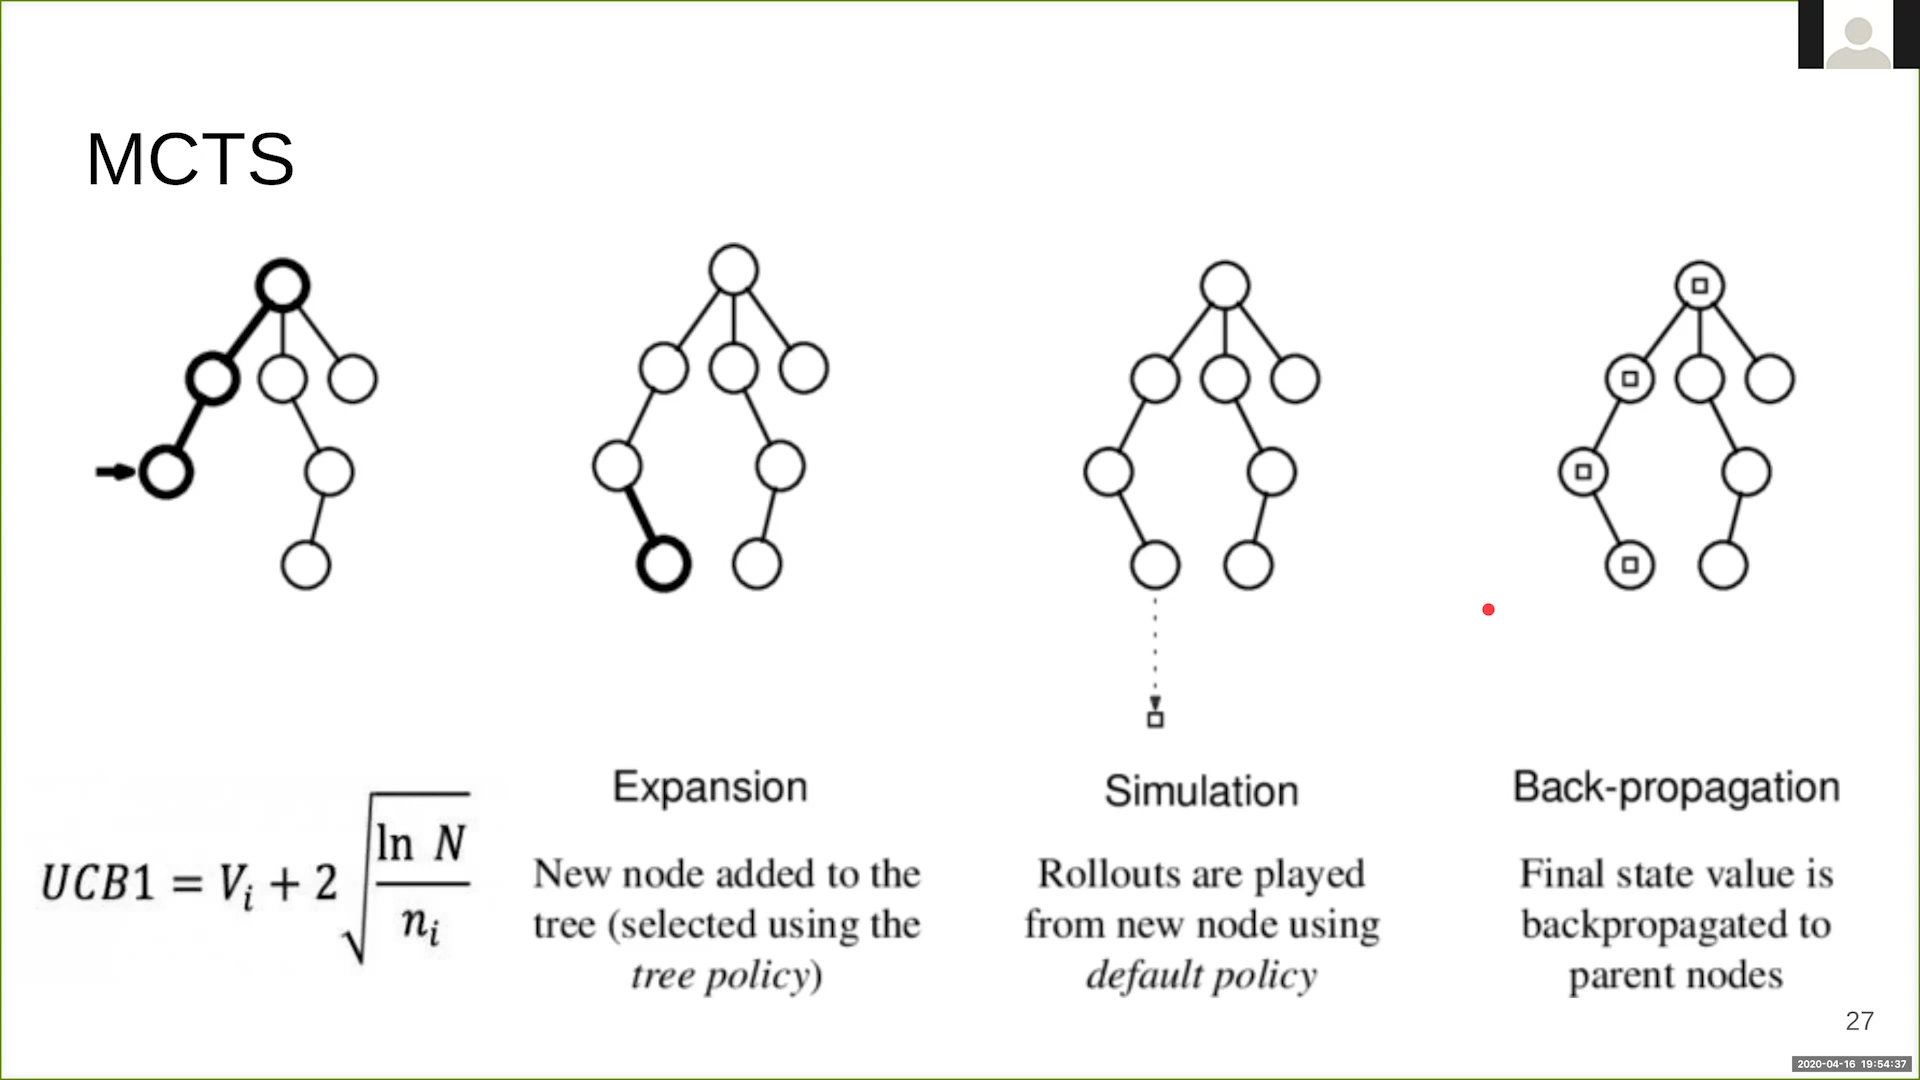 MCTS
UCB1 = V_i + 2 √(ln N / n_i)
Expansion
New node added to the
tree (selected using the
tree policy)
Simulation
Rollouts are played
from new node using
default policy
Back-propagation
Final state value is
backpropagated to
parent nodes
27
2020-04-16 19:54:37